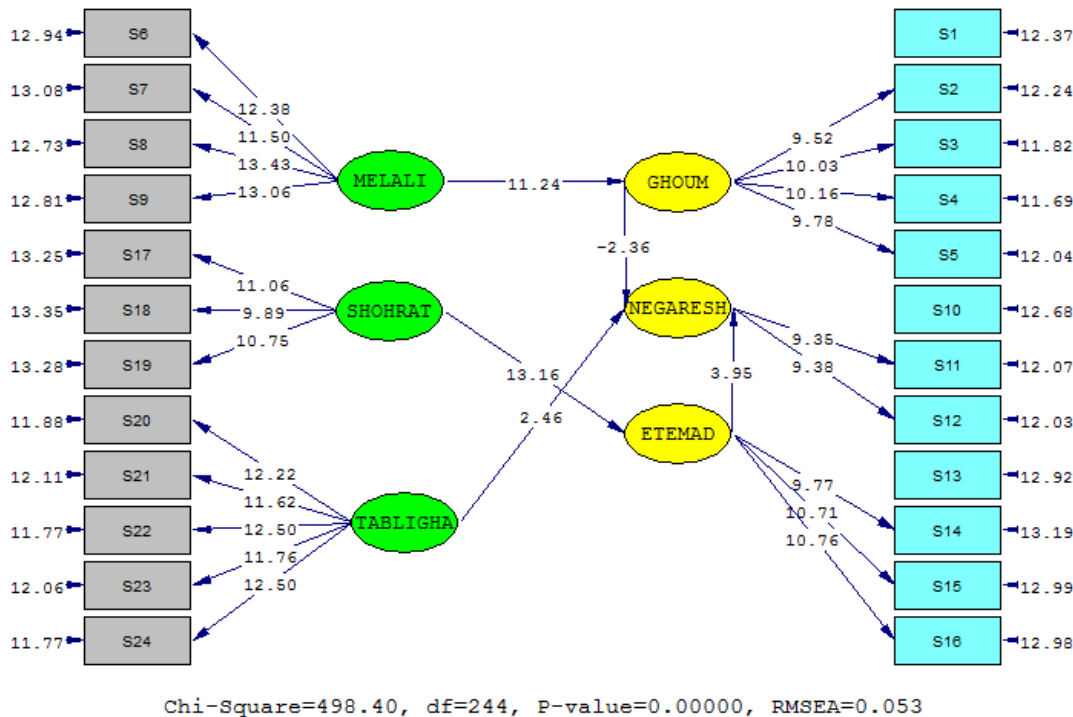 12.94 S6 S1 12.37
13.08 S7 12.38 S2 12.24
11.50 9.52
12.73 S8 13.43 10.03 S3 11.82
13.06 MELALI 11.24 GHOUM 10.16
12.81 S9 9.78 S4 11.69
13.25 S17 -2.36 S5 12.04
11.06
13.35 S18 9.89 SHOHRAT NEGARESH S10 12.68
10.75 9.35
13.28 S19 13.16 3.95 9.38 S11 12.07
11.88 S20 2.46 ETEMAD S12 12.03
12.11 S21 12.22 9.77 S13 12.92
11.62 10.71
11.77 S22 12.50 TABLIGHA 10.76 S14 13.19
11.76
12.06 S23 12.50 S15 12.99
11.77 S24 S16 12.98
Chi-Square=498.40, df=244, P-value=0.00000, RMSEA=0.053